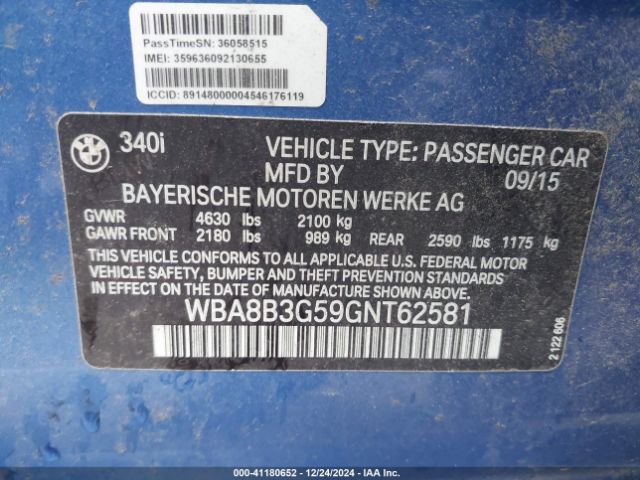 PassTimeSN: 36058515
IMEI: 359636092130655
ICCID: 89148000004546176119
340i
VEHICLE TYPE: PASSENGER CAR
MFD BY 09/15
BAYERISCHE MOTOREN WERKE AG
GVWR 4630 lbs 2100 kg
GAWR FRONT 2180 lbs 989 kg REAR 2590 lbs 1175 kg
THIS VEHICLE CONFORMS TO ALL APPLICABLE U.S. FEDERAL MOTOR
VEHICLE SAFETY, BUMPER AND THEFT PREVENTION STANDARDS
IN EFFECT ON THE DATE OF MANUFACTURE SHOWN ABOVE.
WBA8B3G59GNT62581
2 122 606
000-41180652 - 12/24/2024 - IAA Inc.